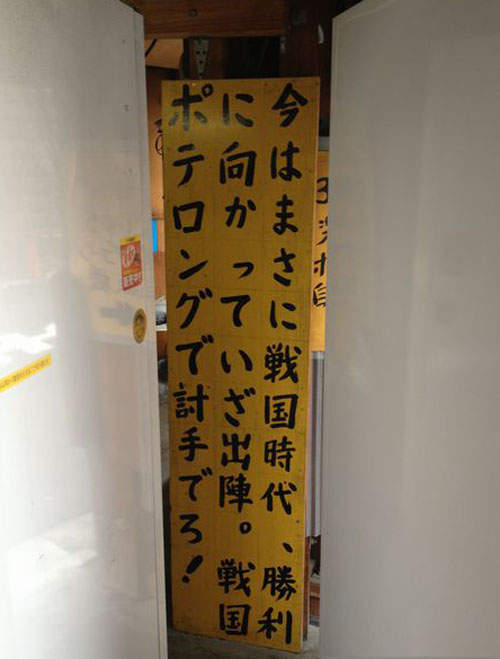 今はまさに戦国時代、勝利
に向かっていざ出陣。戦国
ポテロングで討手でろ!